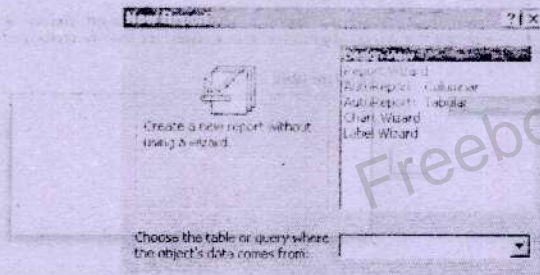 New Report
? X
Design View
Report Wizard
AutoReport: Columnar
AutoReport: Tabular
Chart Wizard
Label Wizard
Create a new report without
using a wizard.
Choose the table or query where
the object's data comes from:
Freebo